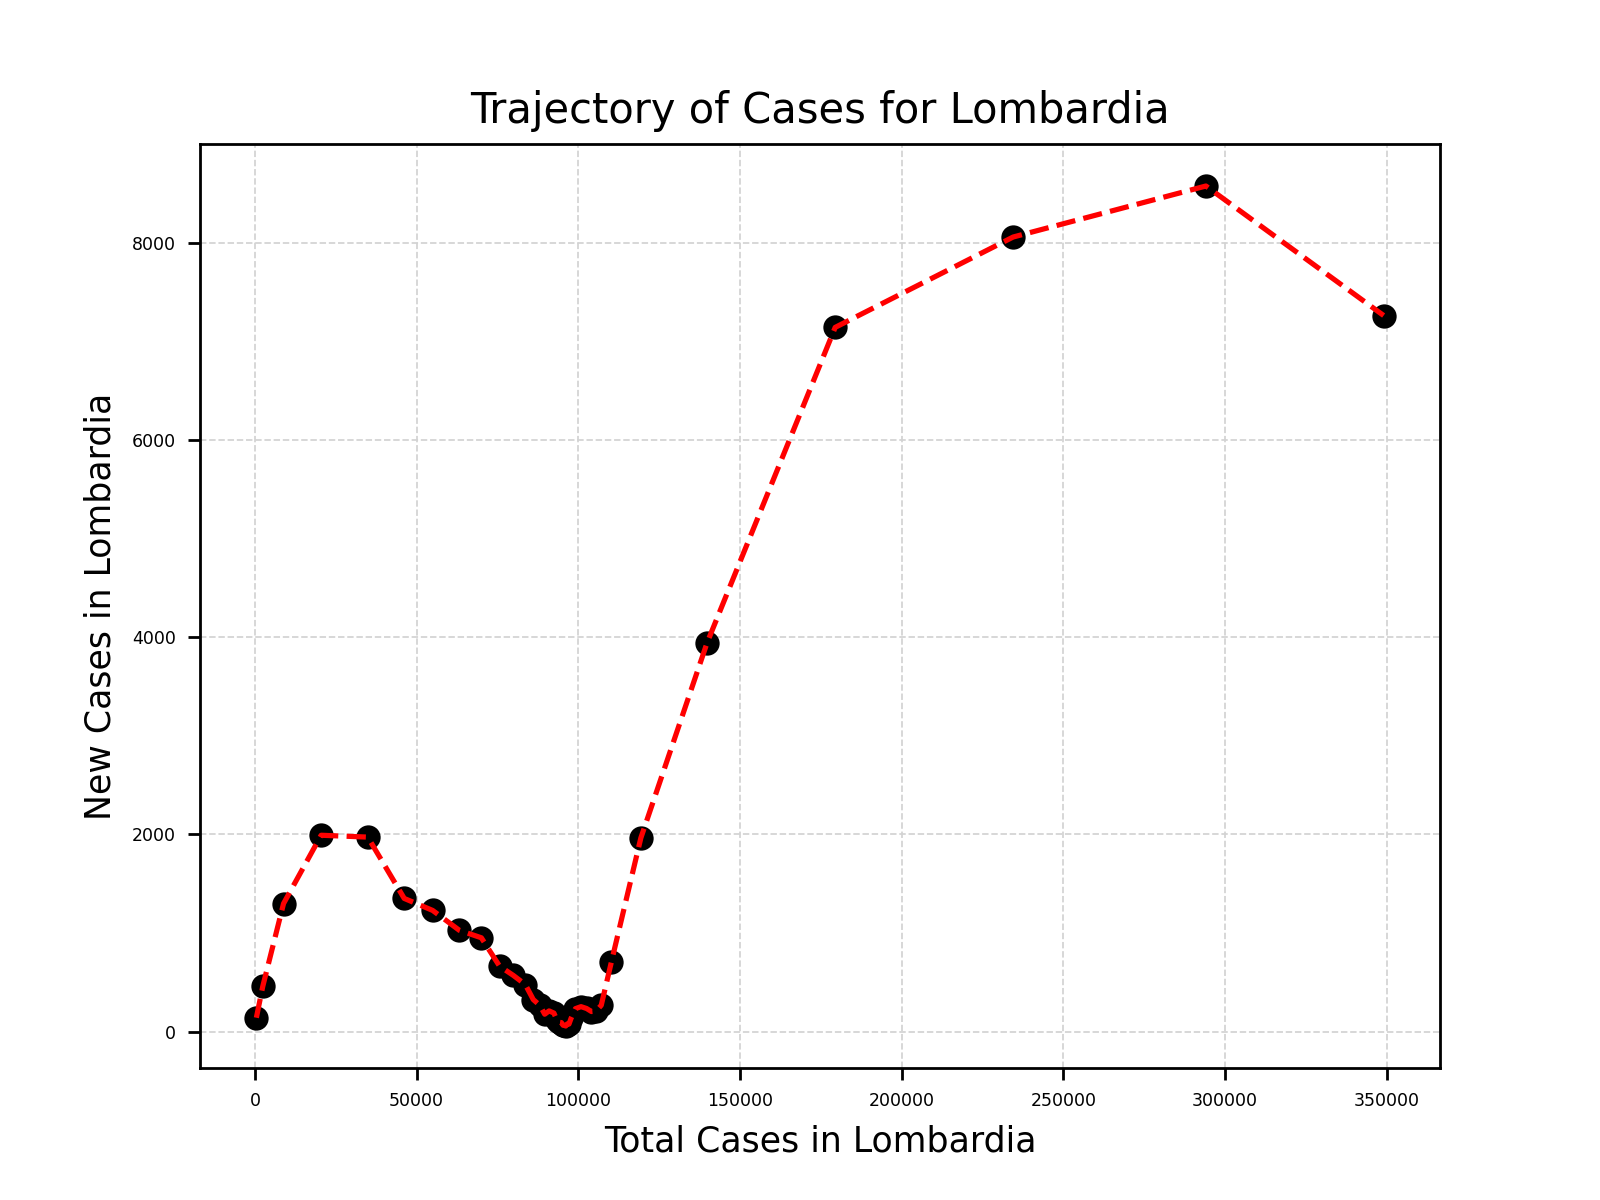 Trajectory of Cases for Lombardia
New Cases in Lombardia
8000
6000
4000
2000
0
0 50000 100000 150000 200000 250000 300000 350000
Total Cases in Lombardia